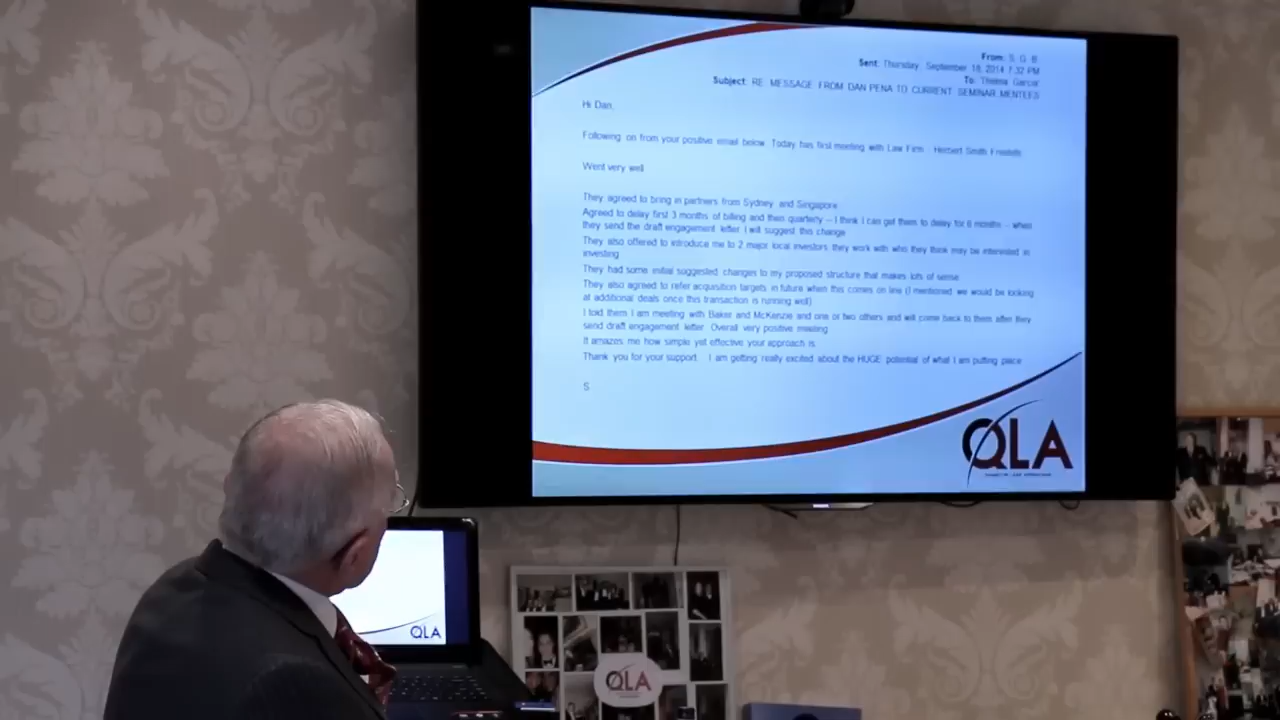 From: S. G. B.
Sent: Thursday, September 18, 2014 7:32 PM
To: Thelma Garcar
Subject: RE: MESSAGE FROM DAN PENA TO CURRENT SEMINAR MENTEES
Hi Dan,
Following on from your positive email below. Today has first meeting with Law Firm - Herbert Smith Freehills
Went very well
They agreed to bring in partners from Sydney and Singapore
Agreed to delay first 3 months of billing and then quarterly – I think I can get them to delay for 6 months – when
they send the draft engagement letter I will suggest this change
They also offered to introduce me to 2 major local investors they work with who they think may be interested in
investing
They had some initial suggested changes to my proposed structure that makes lots of sense
They also agreed to refer acquisition targets in future when this comes on line (I mentioned we would be looking
at additional deals once this transaction is running well)
I told them I am meeting with Baker and McKenzie and one or two others and will come back to them after they
send draft engagement letter. Overall very positive meeting
It amazes me how simple yet effective your approach is
Thank you for your support. I am getting really excited about the HUGE potential of what I am putting place
S
QLA
QLA
QLA